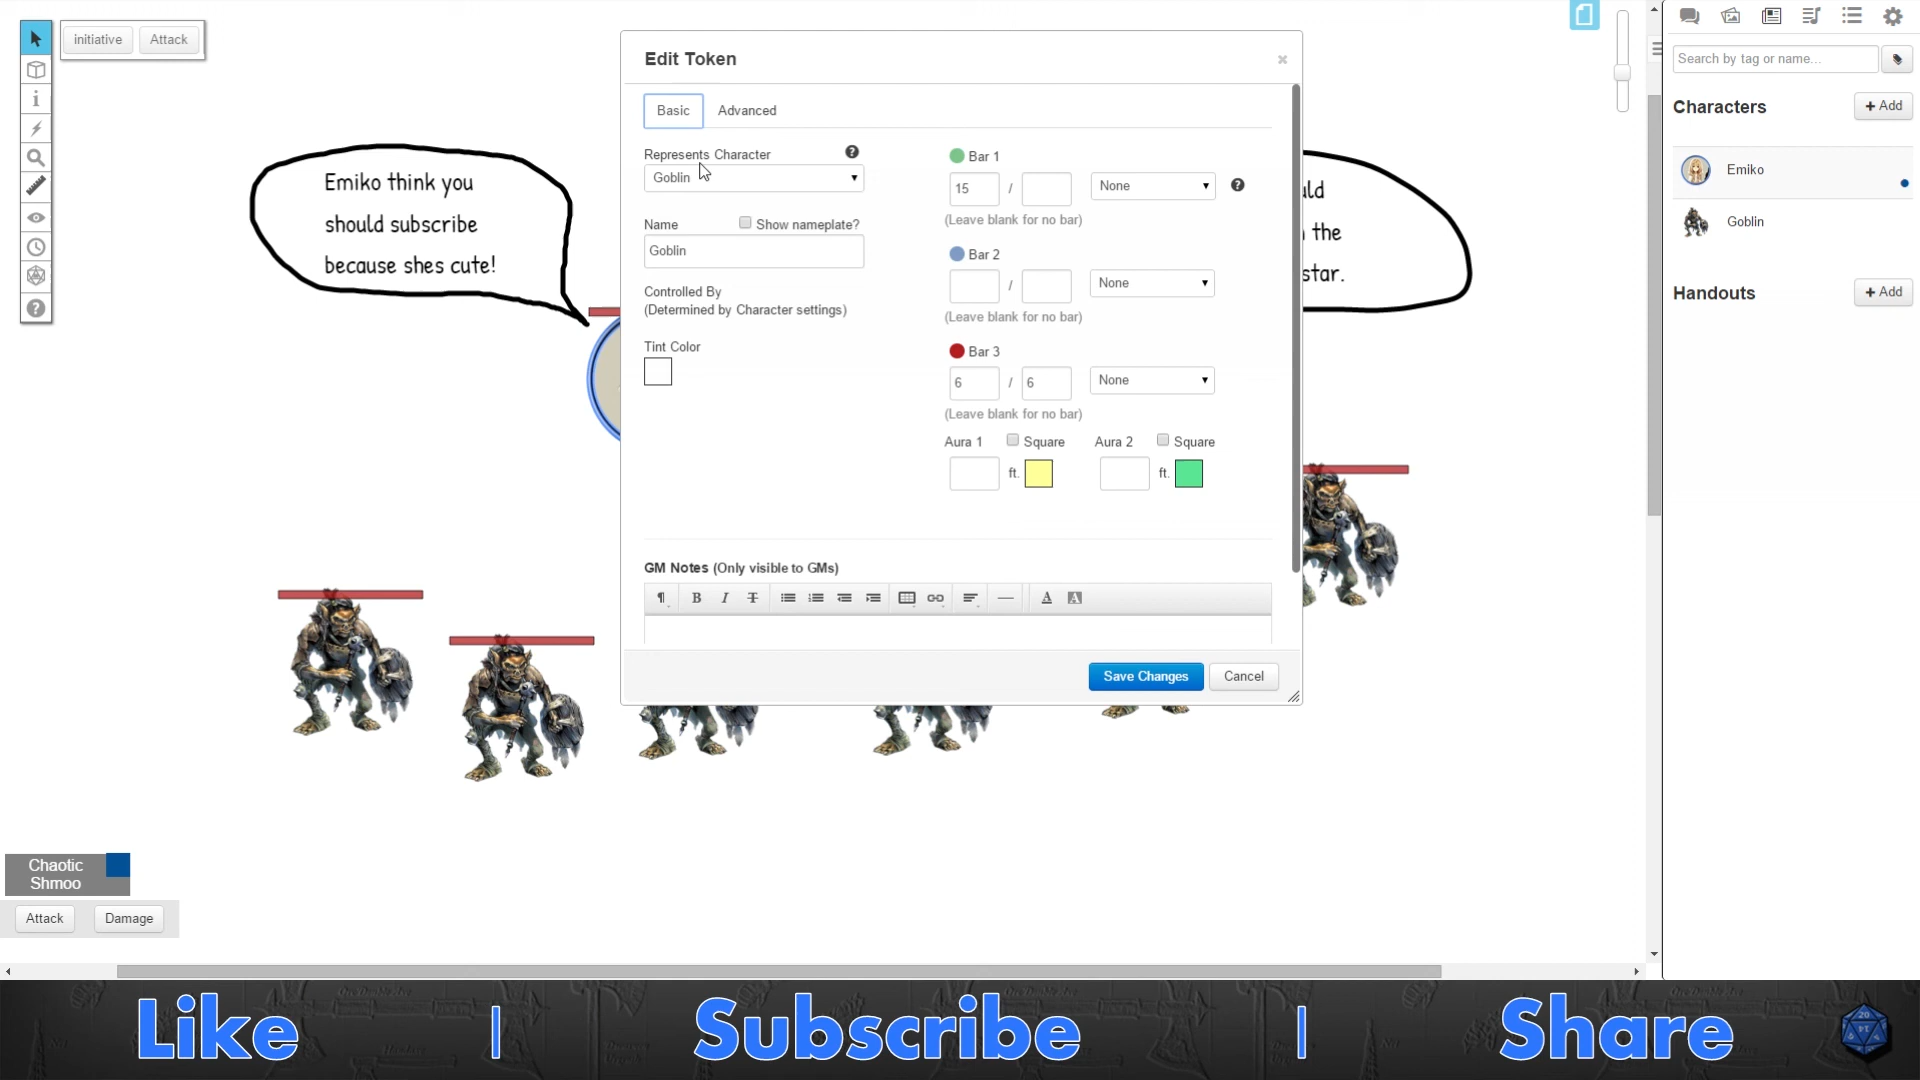 initiative
Attack
Emiko think you
should subscribe
because shes cute!
Edit Token
Basic
Advanced
Represents Character
Goblin
Name
Show nameplate?
Goblin
Controlled By
(Determined by Character settings)
Tint Color
Bar 1
15 /
None
(Leave blank for no bar)
Bar 2
/
None
(Leave blank for no bar)
Bar 3
6 / 6
None
(Leave blank for no bar)
Aura 1
Square
Aura 2
Square
ft.
ft.
GM Notes (Only visible to GMs)
Save Changes
Cancel
the
star.
Search by tag or name...
Characters
+ Add
Emiko
Goblin
Handouts
+ Add
Chaotic
Shmoo
Attack
Damage
Like | Subscribe | Share